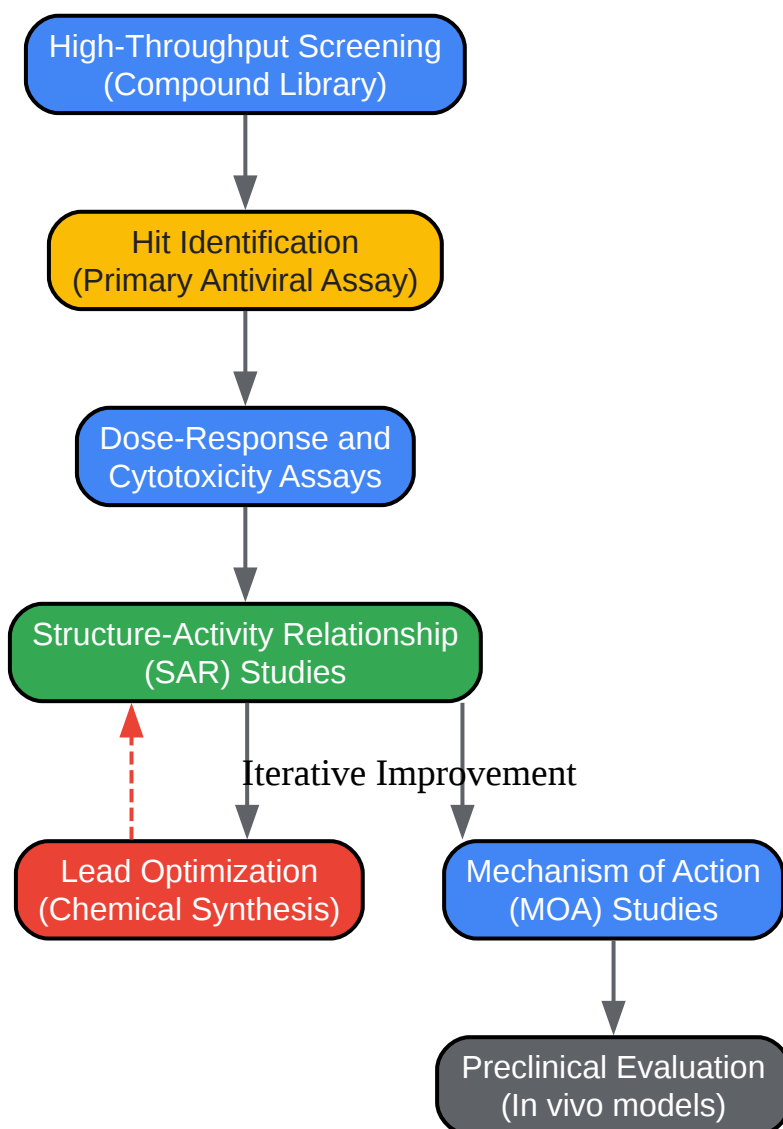 High-Throughput Screening
(Compound Library)
Hit Identification
(Primary Antiviral Assay)
Dose-Response and
Cytotoxicity Assays
Structure-Activity Relationship
(SAR) Studies
Iterative Improvement
Lead Optimization
(Chemical Synthesis)
Mechanism of Action
(MOA) Studies
Preclinical Evaluation
(In vivo models)